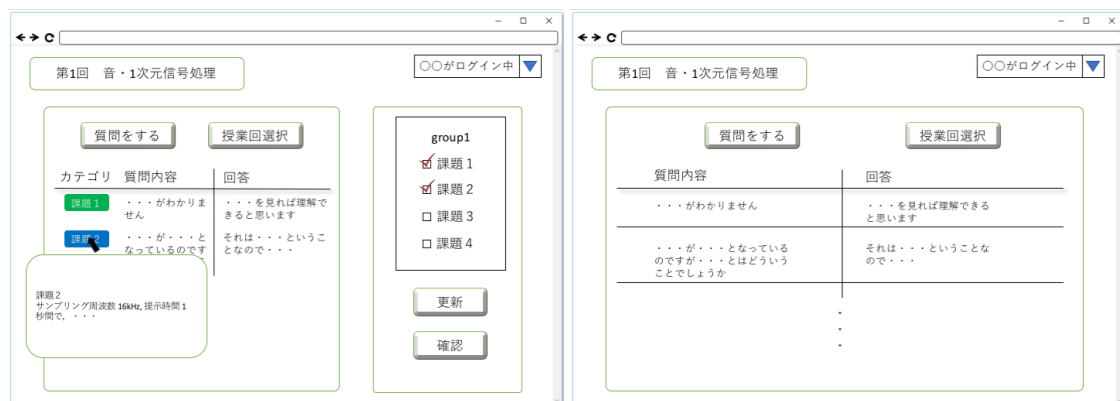 第1回　音・1次元信号処理
〇〇がログイン中
質問をする
授業回選択
カテゴリ
質問内容
回答
課題 1
・・・がわかりま
せん
・・・を見れば理解で
きると思います
課題 2
・・・が・・・と
なっているのです
それは・・・というこ
となので・・・
課題 2
サンプリング周波数 16kHz, 提示時間 1
秒間で，・・・
group1
課題 1
課題 2
課題 3
課題 4
更新
確認
第1回　音・1次元信号処理
〇〇がログイン中
質問をする
授業回選択
質問内容
回答
・・・がわかりません
・・・を見れば理解できる
と思います
・・・が・・・となっている
のですが・・・とはどういう
ことでしょうか
それは・・・ということな
ので・・・
・
・
・